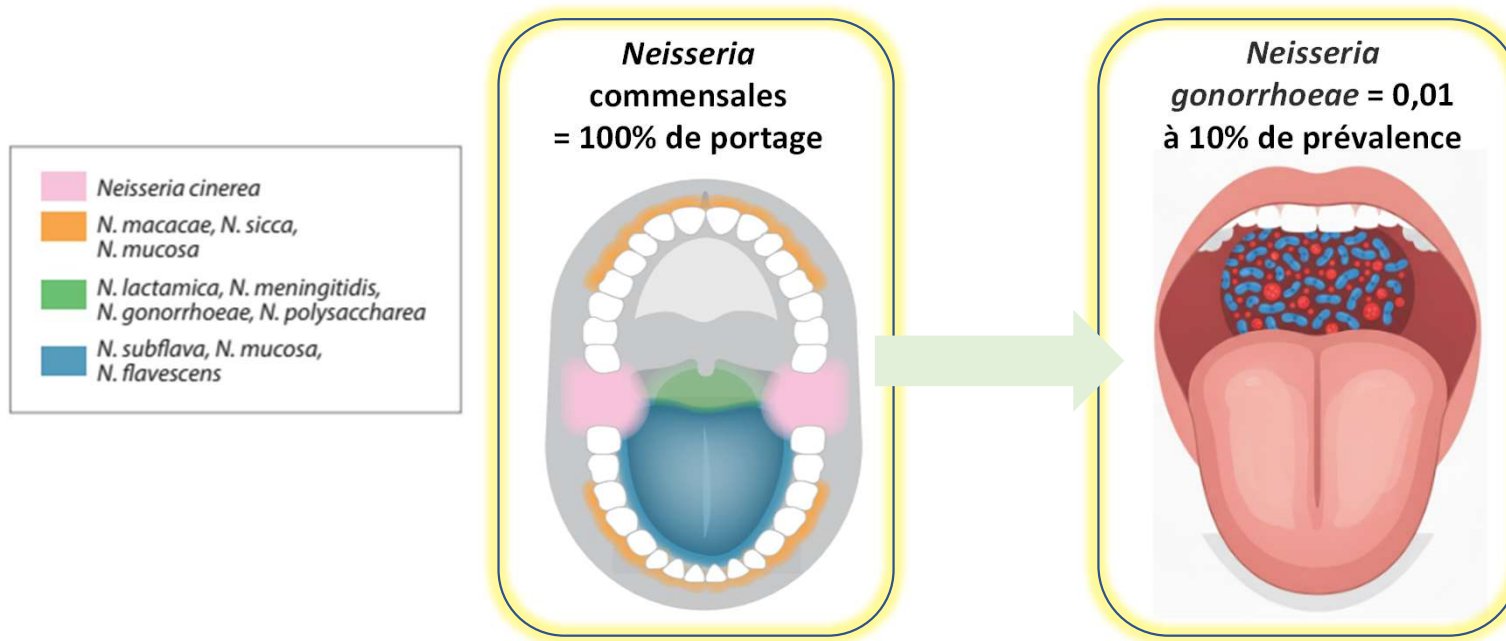 Neisseria cinerea
N. macacae, N. sicca,
N. mucosa
N. lactamica, N. meningitidis,
N. gonorrhoeae, N. polysaccharea
N. subflava, N. mucosa,
N. flavescens
Neisseria
commensales
= 100% de portage
Neisseria
gonorrhoeae = 0,01
à 10% de prévalence